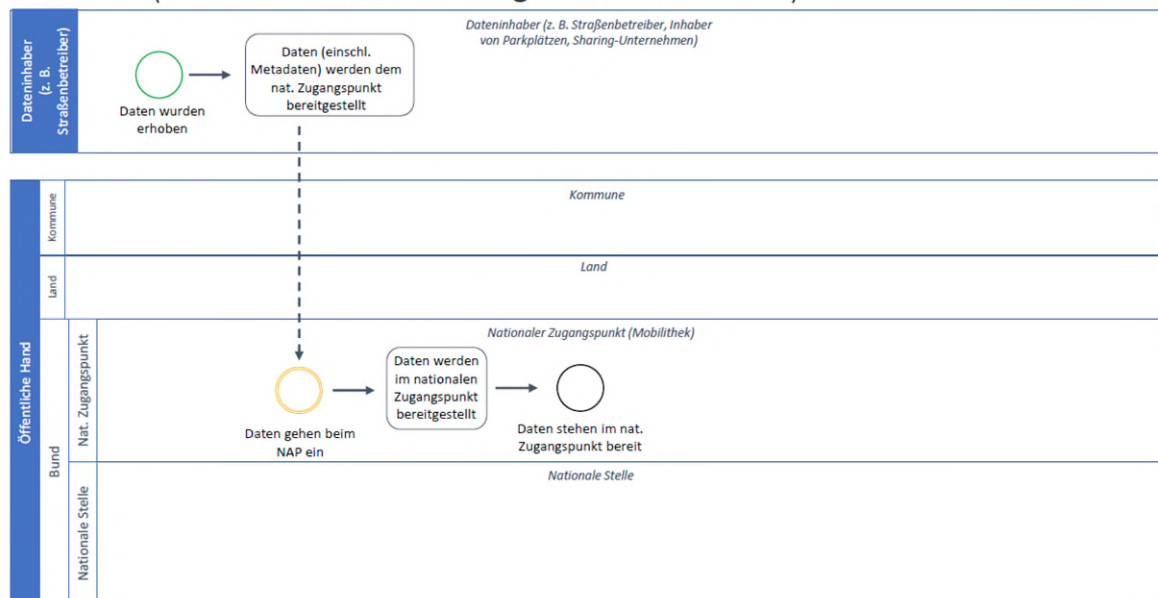 Dateninhaber
(z. B.
Straßenbetreiber)
Dateninhaber (z. B. Straßenbetreiber, Inhaber
von Parkplätzen, Sharing-Unternehmen)
Daten wurden
erhoben
Daten (einschl.
Metadaten) werden dem
nat. Zugangspunkt
bereitgestellt
Öffentliche Hand
Kommune
Kommune
Land
Land
Bund
Nat. Zugangspunkt
Nationaler Zugangspunkt (Mobilithek)
Daten gehen beim
NAP ein
Daten werden
im nationalen
Zugangspunkt
bereitgestellt
Daten stehen im nat.
Zugangspunkt bereit
Nationale Stelle
Nationale Stelle